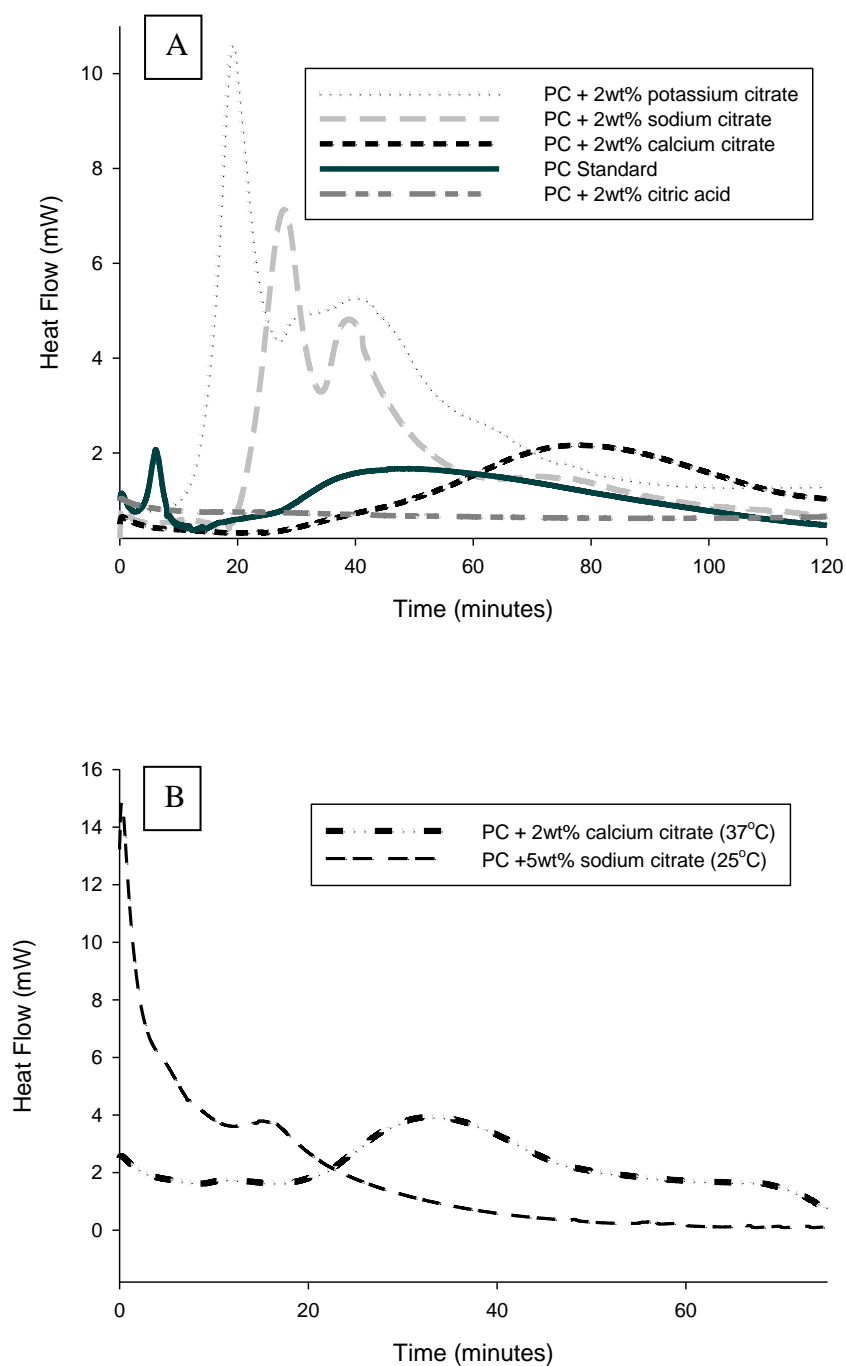 A
PC + 2wt% potassium citrate
PC + 2wt% sodium citrate
PC + 2wt% calcium citrate
PC Standard
PC + 2wt% citric acid
Heat Flow (mW)
10
8
6
4
2
0 20 40 60 80 100 120
Time (minutes)
B
PC + 2wt% calcium citrate (37°C)
PC +5wt% sodium citrate (25°C)
Heat Flow (mW)
16
14
12
10
8
6
4
2
0
0 20 40 60
Time (minutes)